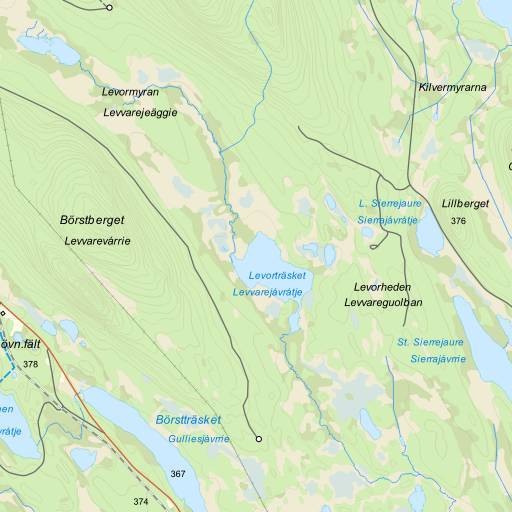 Kilvermyrarna
Levormyran
Levvarejeäggie
L. Sierrejaure
Sierrajávrátje
Lillberget
376
Börstberget
Levvarevárrie
Levorträsket
Levvarejávrátje
Levorheden
Levvareguolban
övn.fält
378
St. Sierrejaure
Sierrajávrrie
Börstträsket
Gulliesjávrrie
367
374